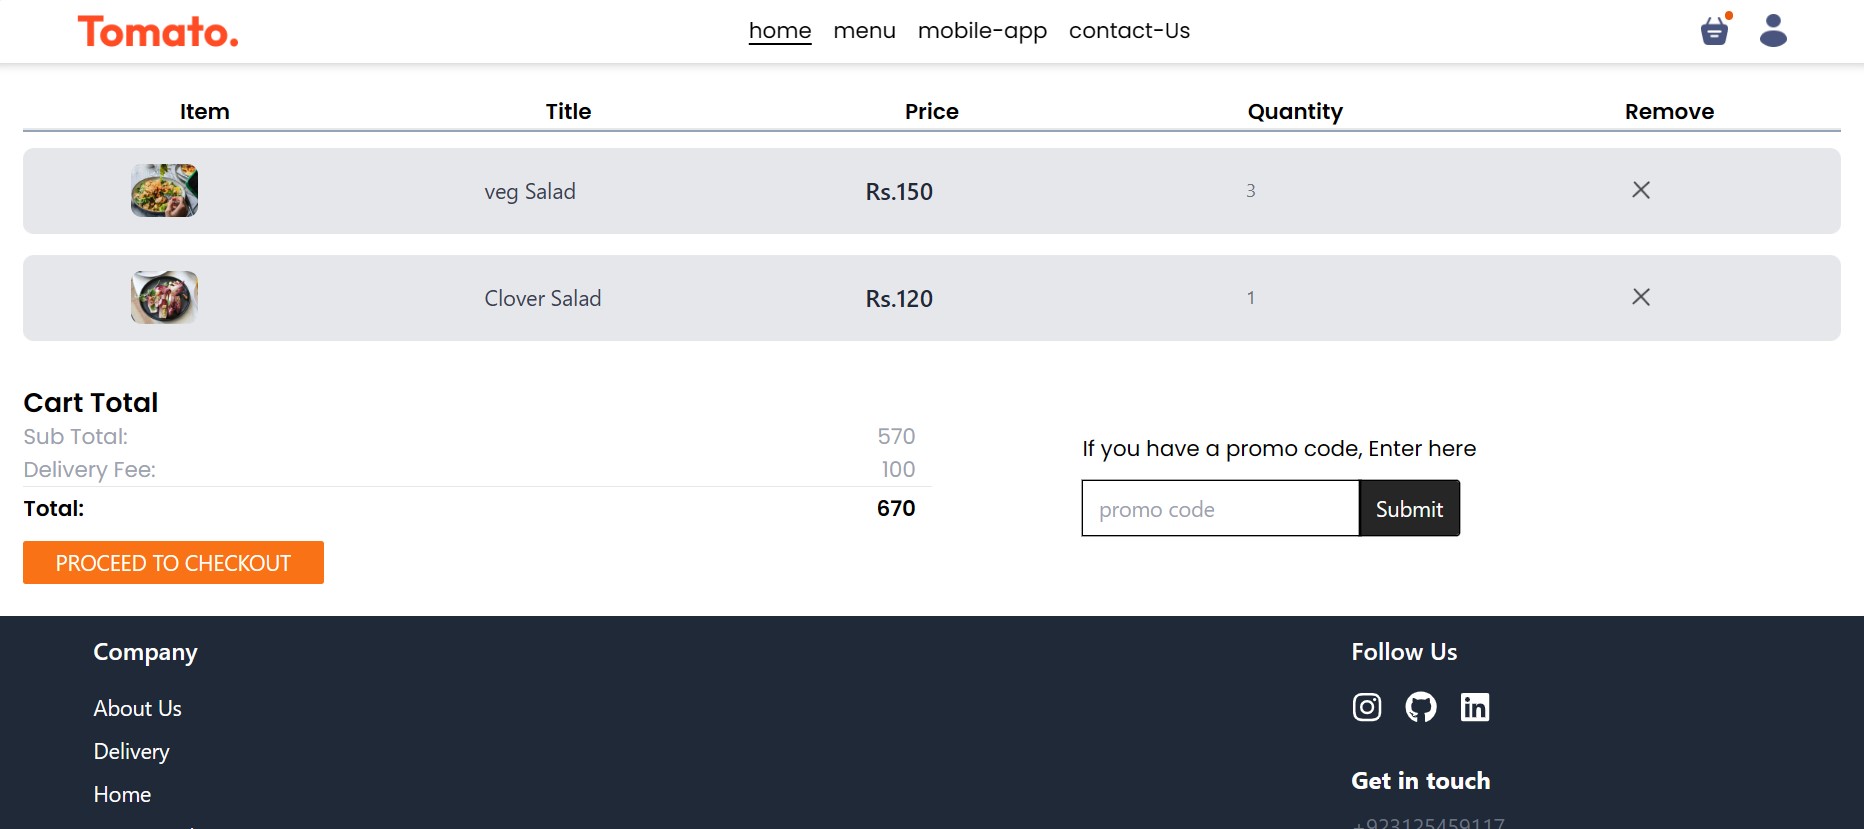 Tomato.
home menu mobile-app contact-Us
Item Title Price Quantity Remove
veg Salad Rs.150 3
Clover Salad Rs.120 1
Cart Total
Sub Total: 570
Delivery Fee: 100
Total: 670
PROCEED TO CHECKOUT
If you have a promo code, Enter here
promo code Submit
Company
About Us
Delivery
Home
Follow Us
Get in touch
+923125459117